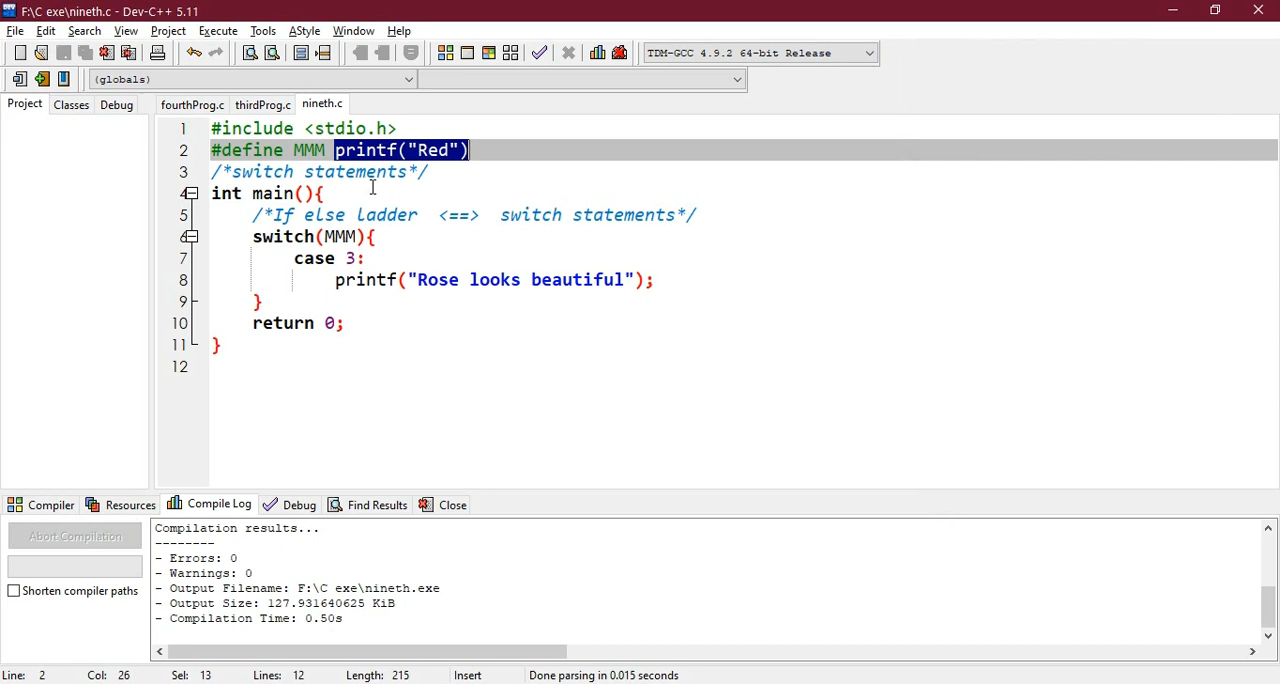 F:\C exe\nineth.c - Dev-C++ 5.11
File Edit Search View Project Execute Tools AStyle Window Help
TDM-GCC 4.9.2 64-bit Release
(globals)
Project Classes Debug fourthProg.c thirdProg.c nineth.c
1 #include <stdio.h>
2 #define MMM printf("Red")
3 /*switch statements*/
4 int main(){
5 /*If else ladder <==> switch statements*/
6 switch(MMM){
7 case 3:
8 printf("Rose looks beautiful");
9 }
10 return 0;
11 }
12
Compiler Resources Compile Log Debug Find Results Close
Abort Compilation
Shorten compiler paths
Compilation results...
--------
- Errors: 0
- Warnings: 0
- Output Filename: F:\C exe\nineth.exe
- Output Size: 127.931640625 KiB
- Compilation Time: 0.50s
Line: 2 Col: 26 Sel: 13 Lines: 12 Length: 215 Insert Done parsing in 0.015 seconds